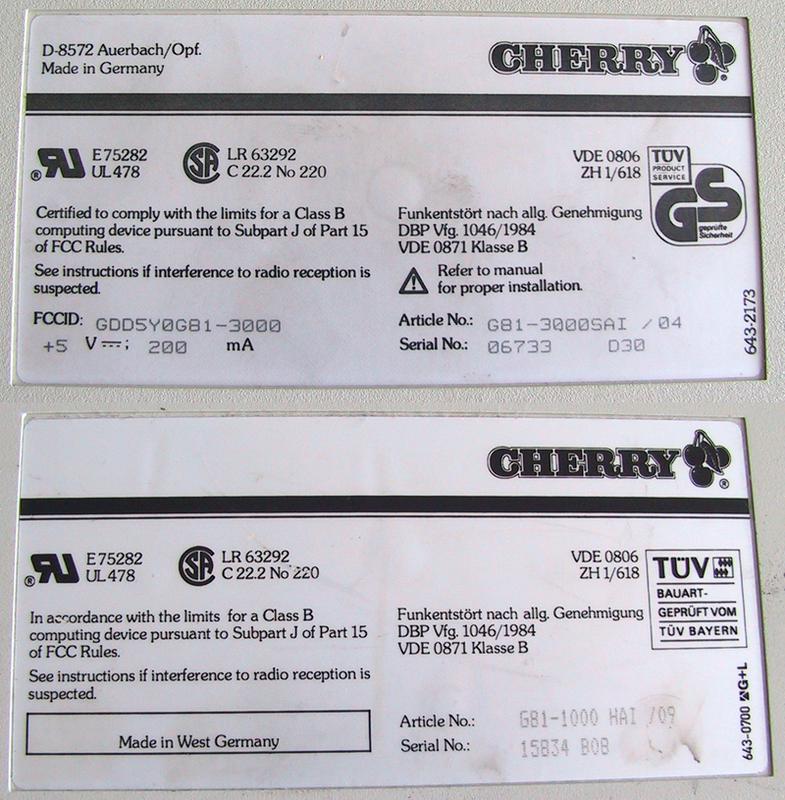 D-8572 Auerbach/Opf.
Made in Germany
CHERRY
®
E75282
UL478
LR 63292
C 22.2 No 220
VDE 0806
ZH 1/618
TÜV
PRODUCT
SERVICE
GS
geprüfte
Sicherheit
Certified to comply with the limits for a Class B
computing device pursuant to Subpart J of Part 15
of FCC Rules.
See instructions if interference to radio reception is
suspected.
Funkentstört nach allg. Genehmigung
DBP Vfg. 1046/1984
VDE 0871 Klasse B
Refer to manual
for proper installation.
FCCID: GDD5Y0G81-3000
+5 V⎓; 200 mA
Article No.: G81-3000SAI /04
Serial No.: 06733 D30
643-2173
CHERRY
®
E75282
UL478
LR 63292
C 22.2 No 220
VDE 0806
ZH 1/618
TÜV
BAUART-
GEPRÜFT VOM
TÜV BAYERN
In accordance with the limits for a Class B
computing device pursuant to Subpart J of Part 15
of FCC Rules.
See instructions if interference to radio reception is
suspected.
Made in West Germany
Funkentstört nach allg. Genehmigung
DBP Vfg. 1046/1984
VDE 0871 Klasse B
Article No.: G81-1000 HAI /09
Serial No.: 15834 B08
643-0700 G+L